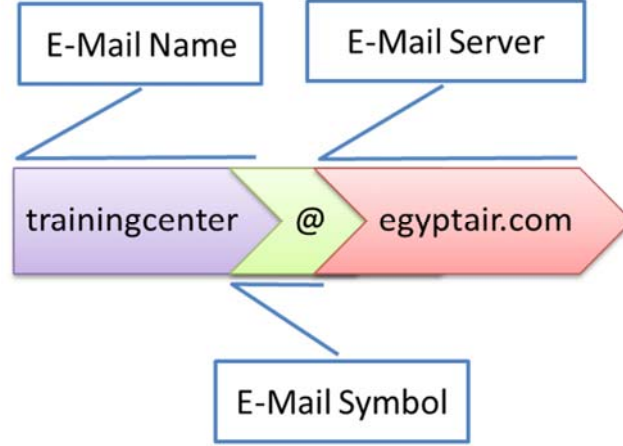 E-Mail Name
E-Mail Server
trainingcenter
@
egyptair.com
E-Mail Symbol